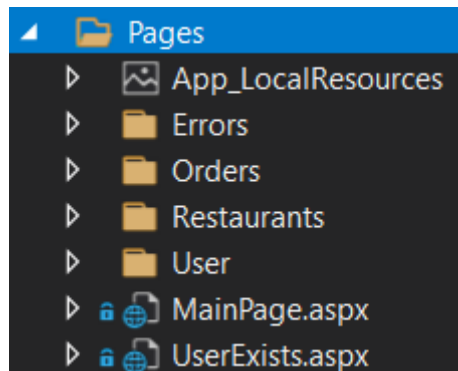 Pages
App_LocalResources
Errors
Orders
Restaurants
User
MainPage.aspx
UserExists.aspx